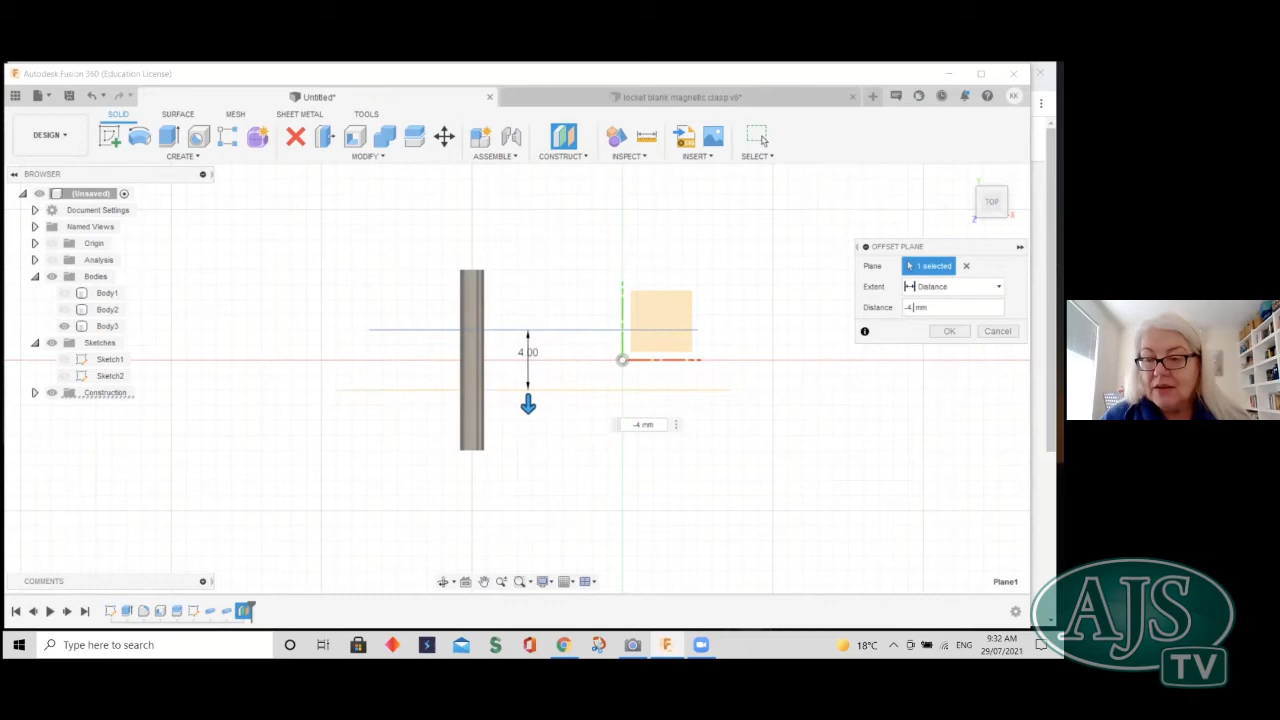 Autodesk Fusion 360 (Education License)
Untitled*
locket blank magnetic clasp v6*
KK
SOLID
SURFACE
MESH
SHEET METAL
TOOLS
DESIGN
CREATE
MODIFY
ASSEMBLE
CONSTRUCT
INSPECT
INSERT
SELECT
BROWSER
(Unsaved)
Document Settings
Named Views
Origin
Analysis
Bodies
Body1
Body2
Body3
Sketches
Sketch1
Sketch2
Construction
Y
TOP
Z
X
OFFSET PLANE
Plane
1 selected
Extent
Distance
Distance
-4 mm
OK
Cancel
4.00
-4 mm
COMMENTS
Plane1
Type here to search
18°C
ENG
9:32 AM
29/07/2021
AJS
TV